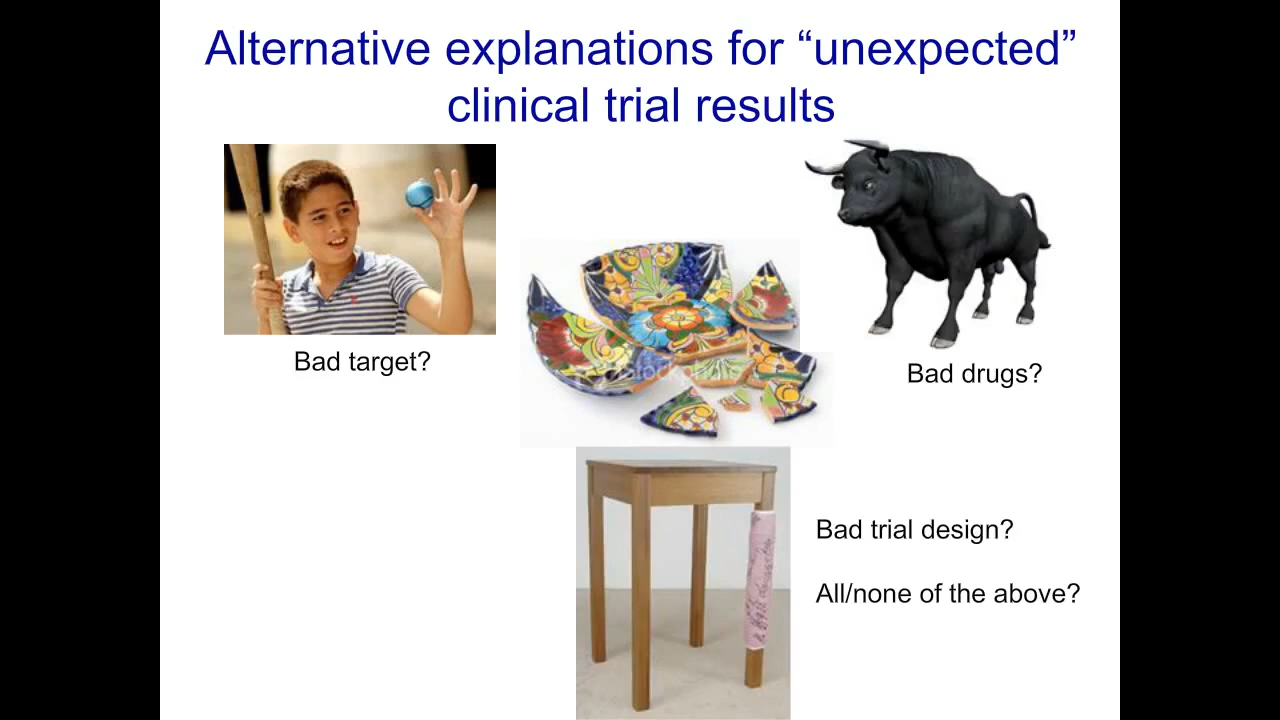 Alternative explanations for “unexpected”
clinical trial results
Bad target?
iStockphoto
Bad drugs?
Bad trial design?
All/none of the above?